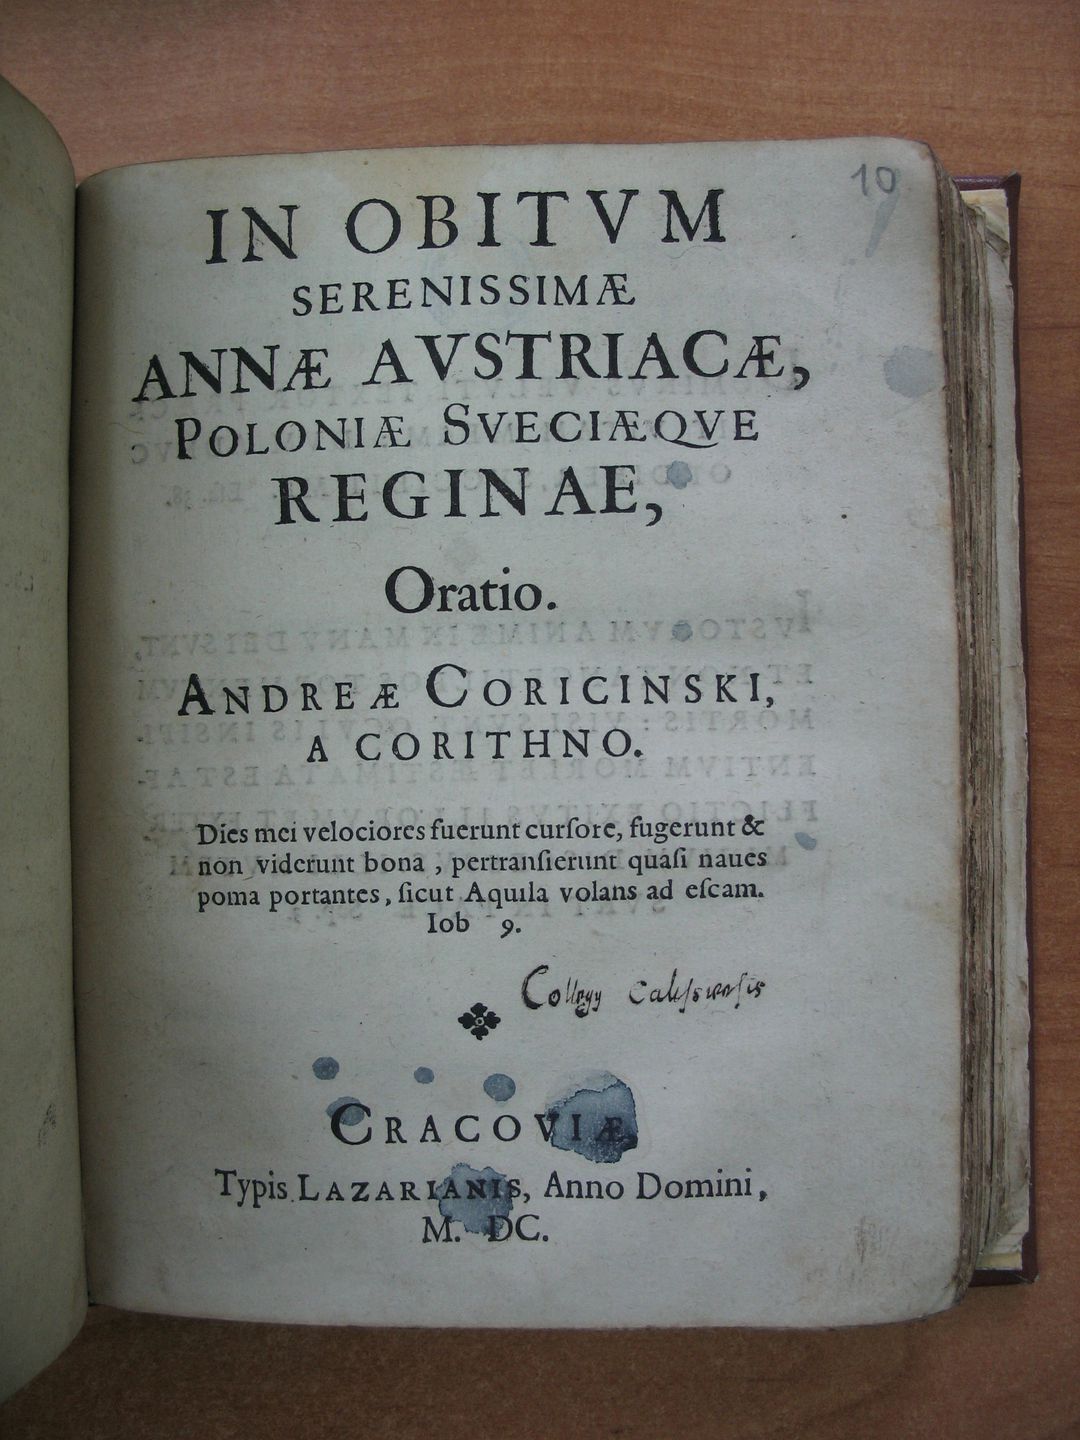 10
IN OBITVM
SERENISSIMÆ
ANNÆ AVSTRIACÆ,
POLONIÆ SVECIÆQVE
REGINAE,
Oratio.
ANDREÆ CORICINSKI,
A CORITHNO.
Dies mei velociores fuerunt curſore, fugerunt &
non viderunt bona , pertranſierunt quaſi naues
poma portantes, ſicut Aquila volans ad eſcam.
Iob 9.
Collegy
CRACOVIÆ,
Typis LAZARIANIS, Anno Domini,
M. DC.